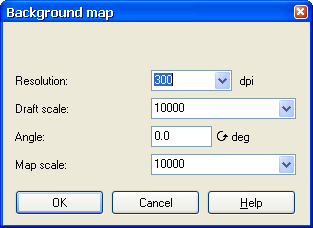 Background map
Resolution: 300 dpi
Draft scale: 10000
Angle: 0.0 deg
Map scale: 10000
OK Cancel Help